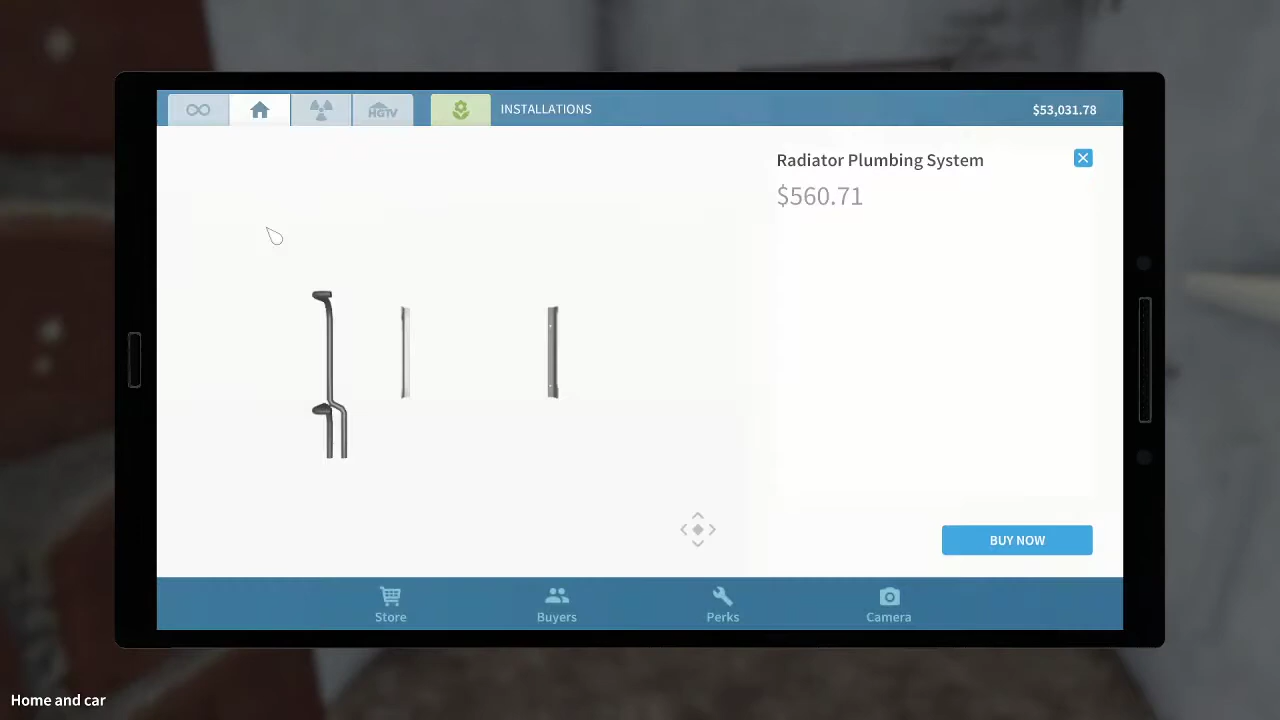 HGTV
INSTALLATIONS
$53,031.78
Radiator Plumbing System
$560.71
BUY NOW
Store
Buyers
Perks
Camera
Home and car